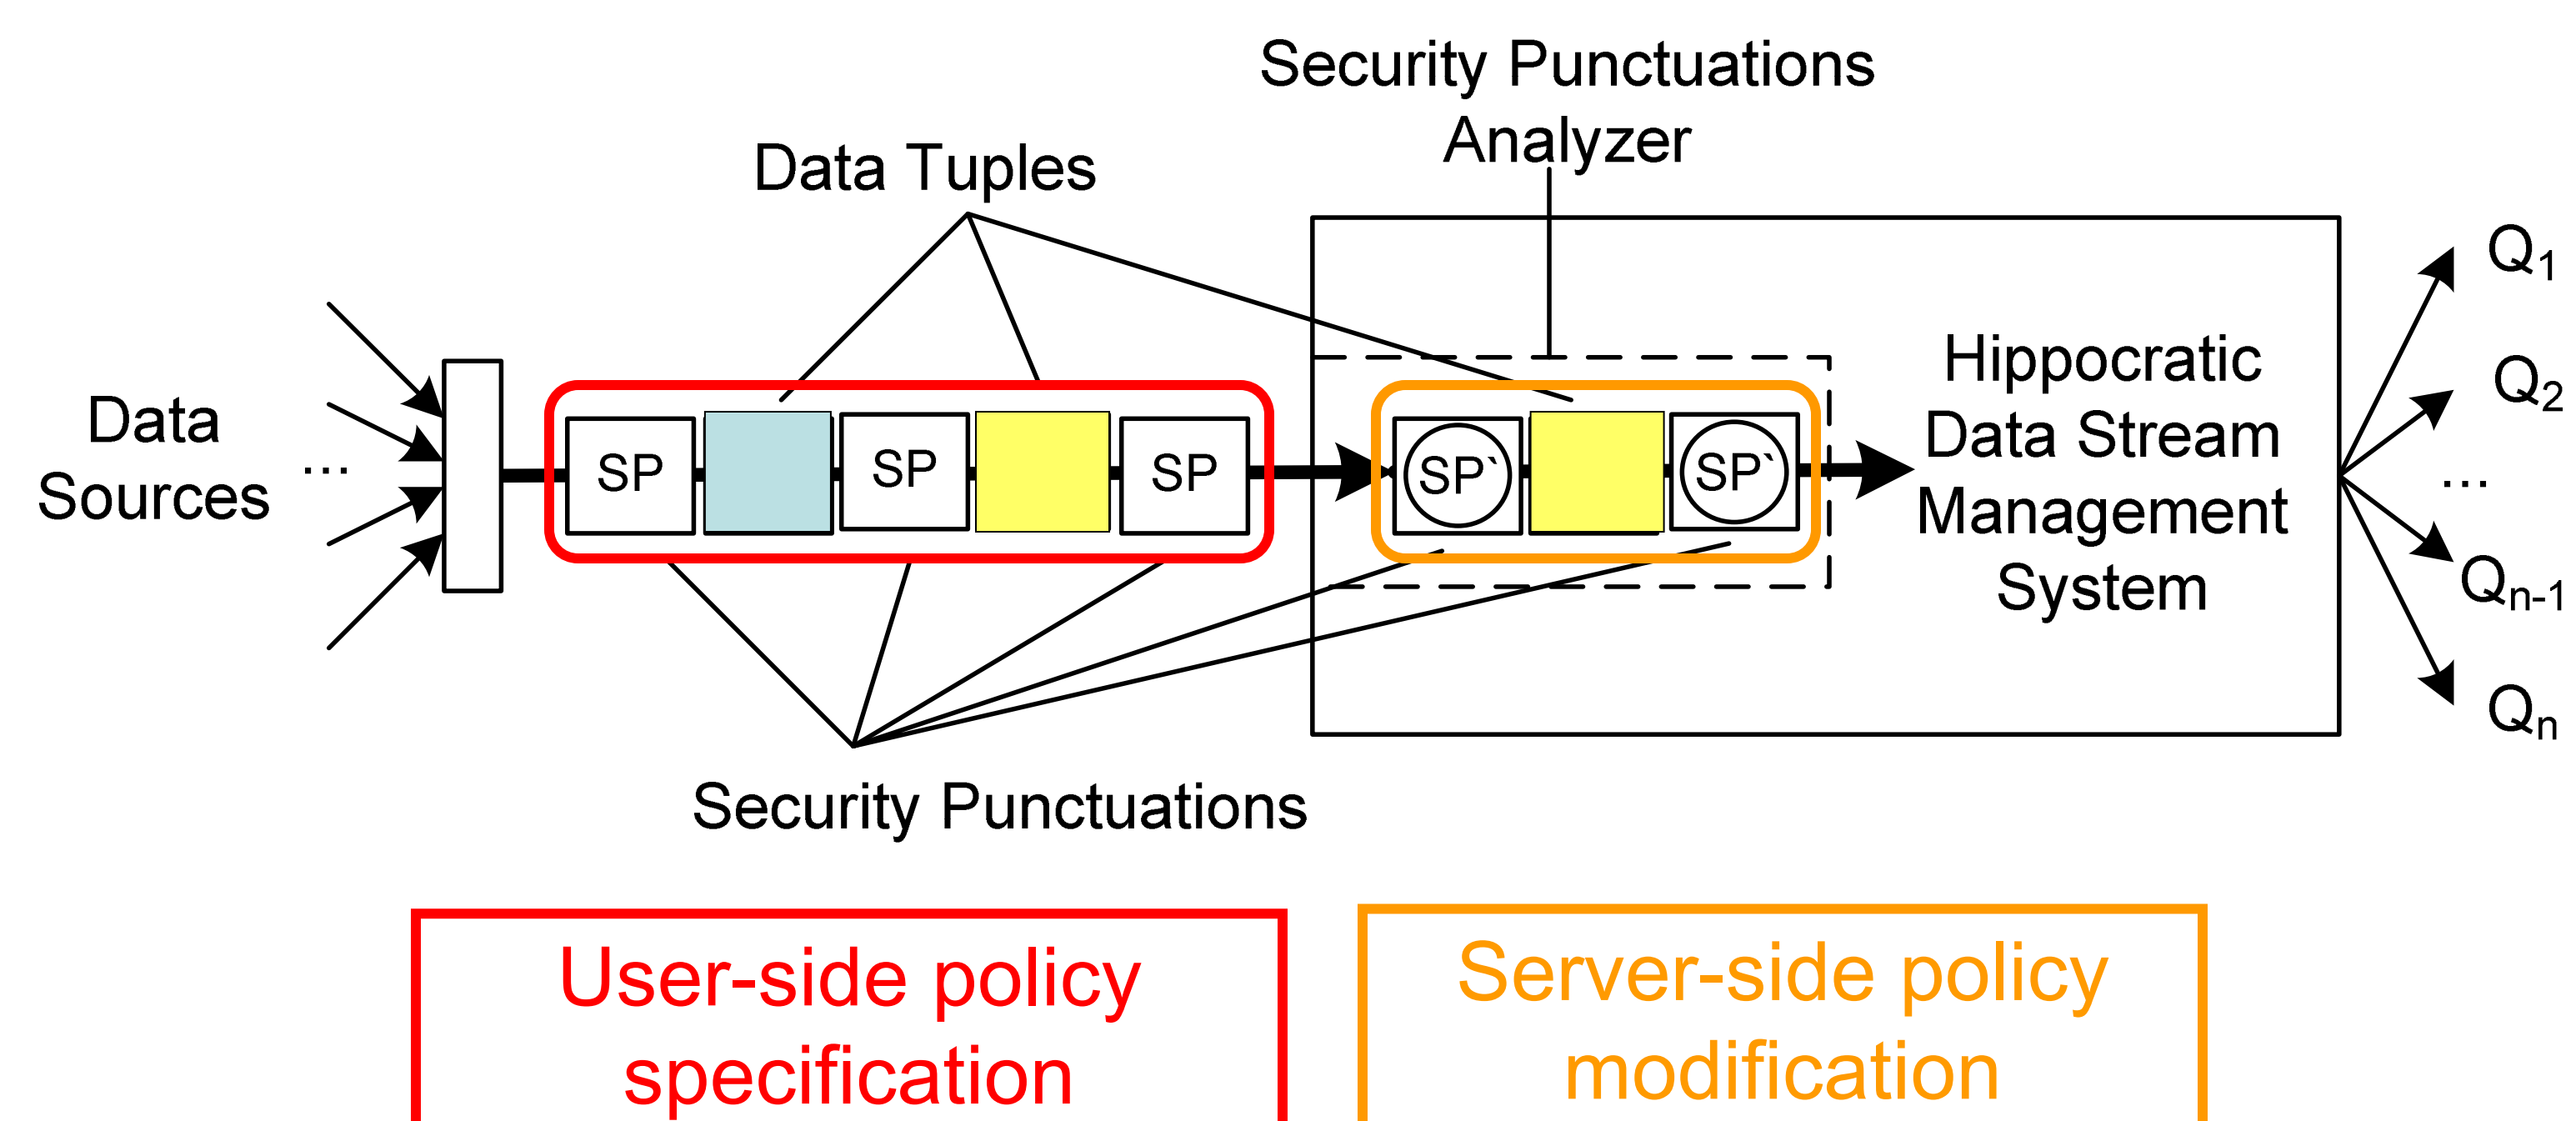 Security Punctuations
Analyzer
Data Tuples
Data
Sources
...
SP
SP
SP
SP`
SP`
Hippocratic
Data Stream
Management
System
Q1
Q2
...
Qn-1
Qn
Security Punctuations
User-side policy
specification
Server-side policy
modification